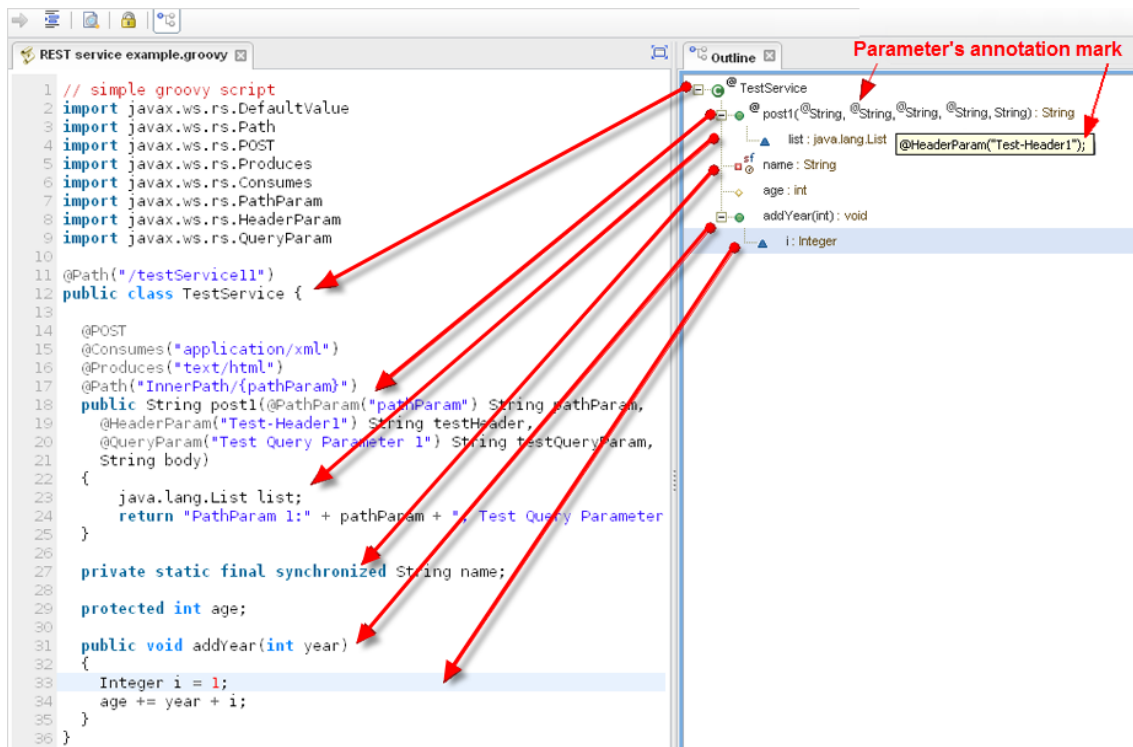 REST service example.groovy
1 // simple groovy script
2 import javax.ws.rs.DefaultValue
3 import javax.ws.rs.Path
4 import javax.ws.rs.POST
5 import javax.ws.rs.Produces
6 import javax.ws.rs.Consumes
7 import javax.ws.rs.PathParam
8 import javax.ws.rs.HeaderParam
9 import javax.ws.rs.QueryParam
10
11 @Path("/testService11")
12 public class TestService {
13
14 @POST
15 @Consumes("application/xml")
16 @Produces("text/html")
17 @Path("InnerPath/{pathParam}")
18 public String post1(@PathParam("pathParam") String pathParam,
19 @HeaderParam("Test-Header1") String testHeader,
20 @QueryParam("Test Query Parameter 1") String testQueryParam,
21 String body)
22 {
23 java.lang.List list;
24 return "PathParam 1:" + pathParam + ", Test Query Parameter
25 }
26
27 private static final synchronized String name;
28
29 protected int age;
30
31 public void addYear(int year)
32 {
33 Integer i = 1;
34 age += year + i;
35 }
36 }
Outline
Parameter's annotation mark
C @ TestService
@ post1(@String, @String, @String, @String, String) : String
list : java.lang.List
@HeaderParam("Test-Header1");
sf name : String
age : int
addYear(int) : void
i : Integer